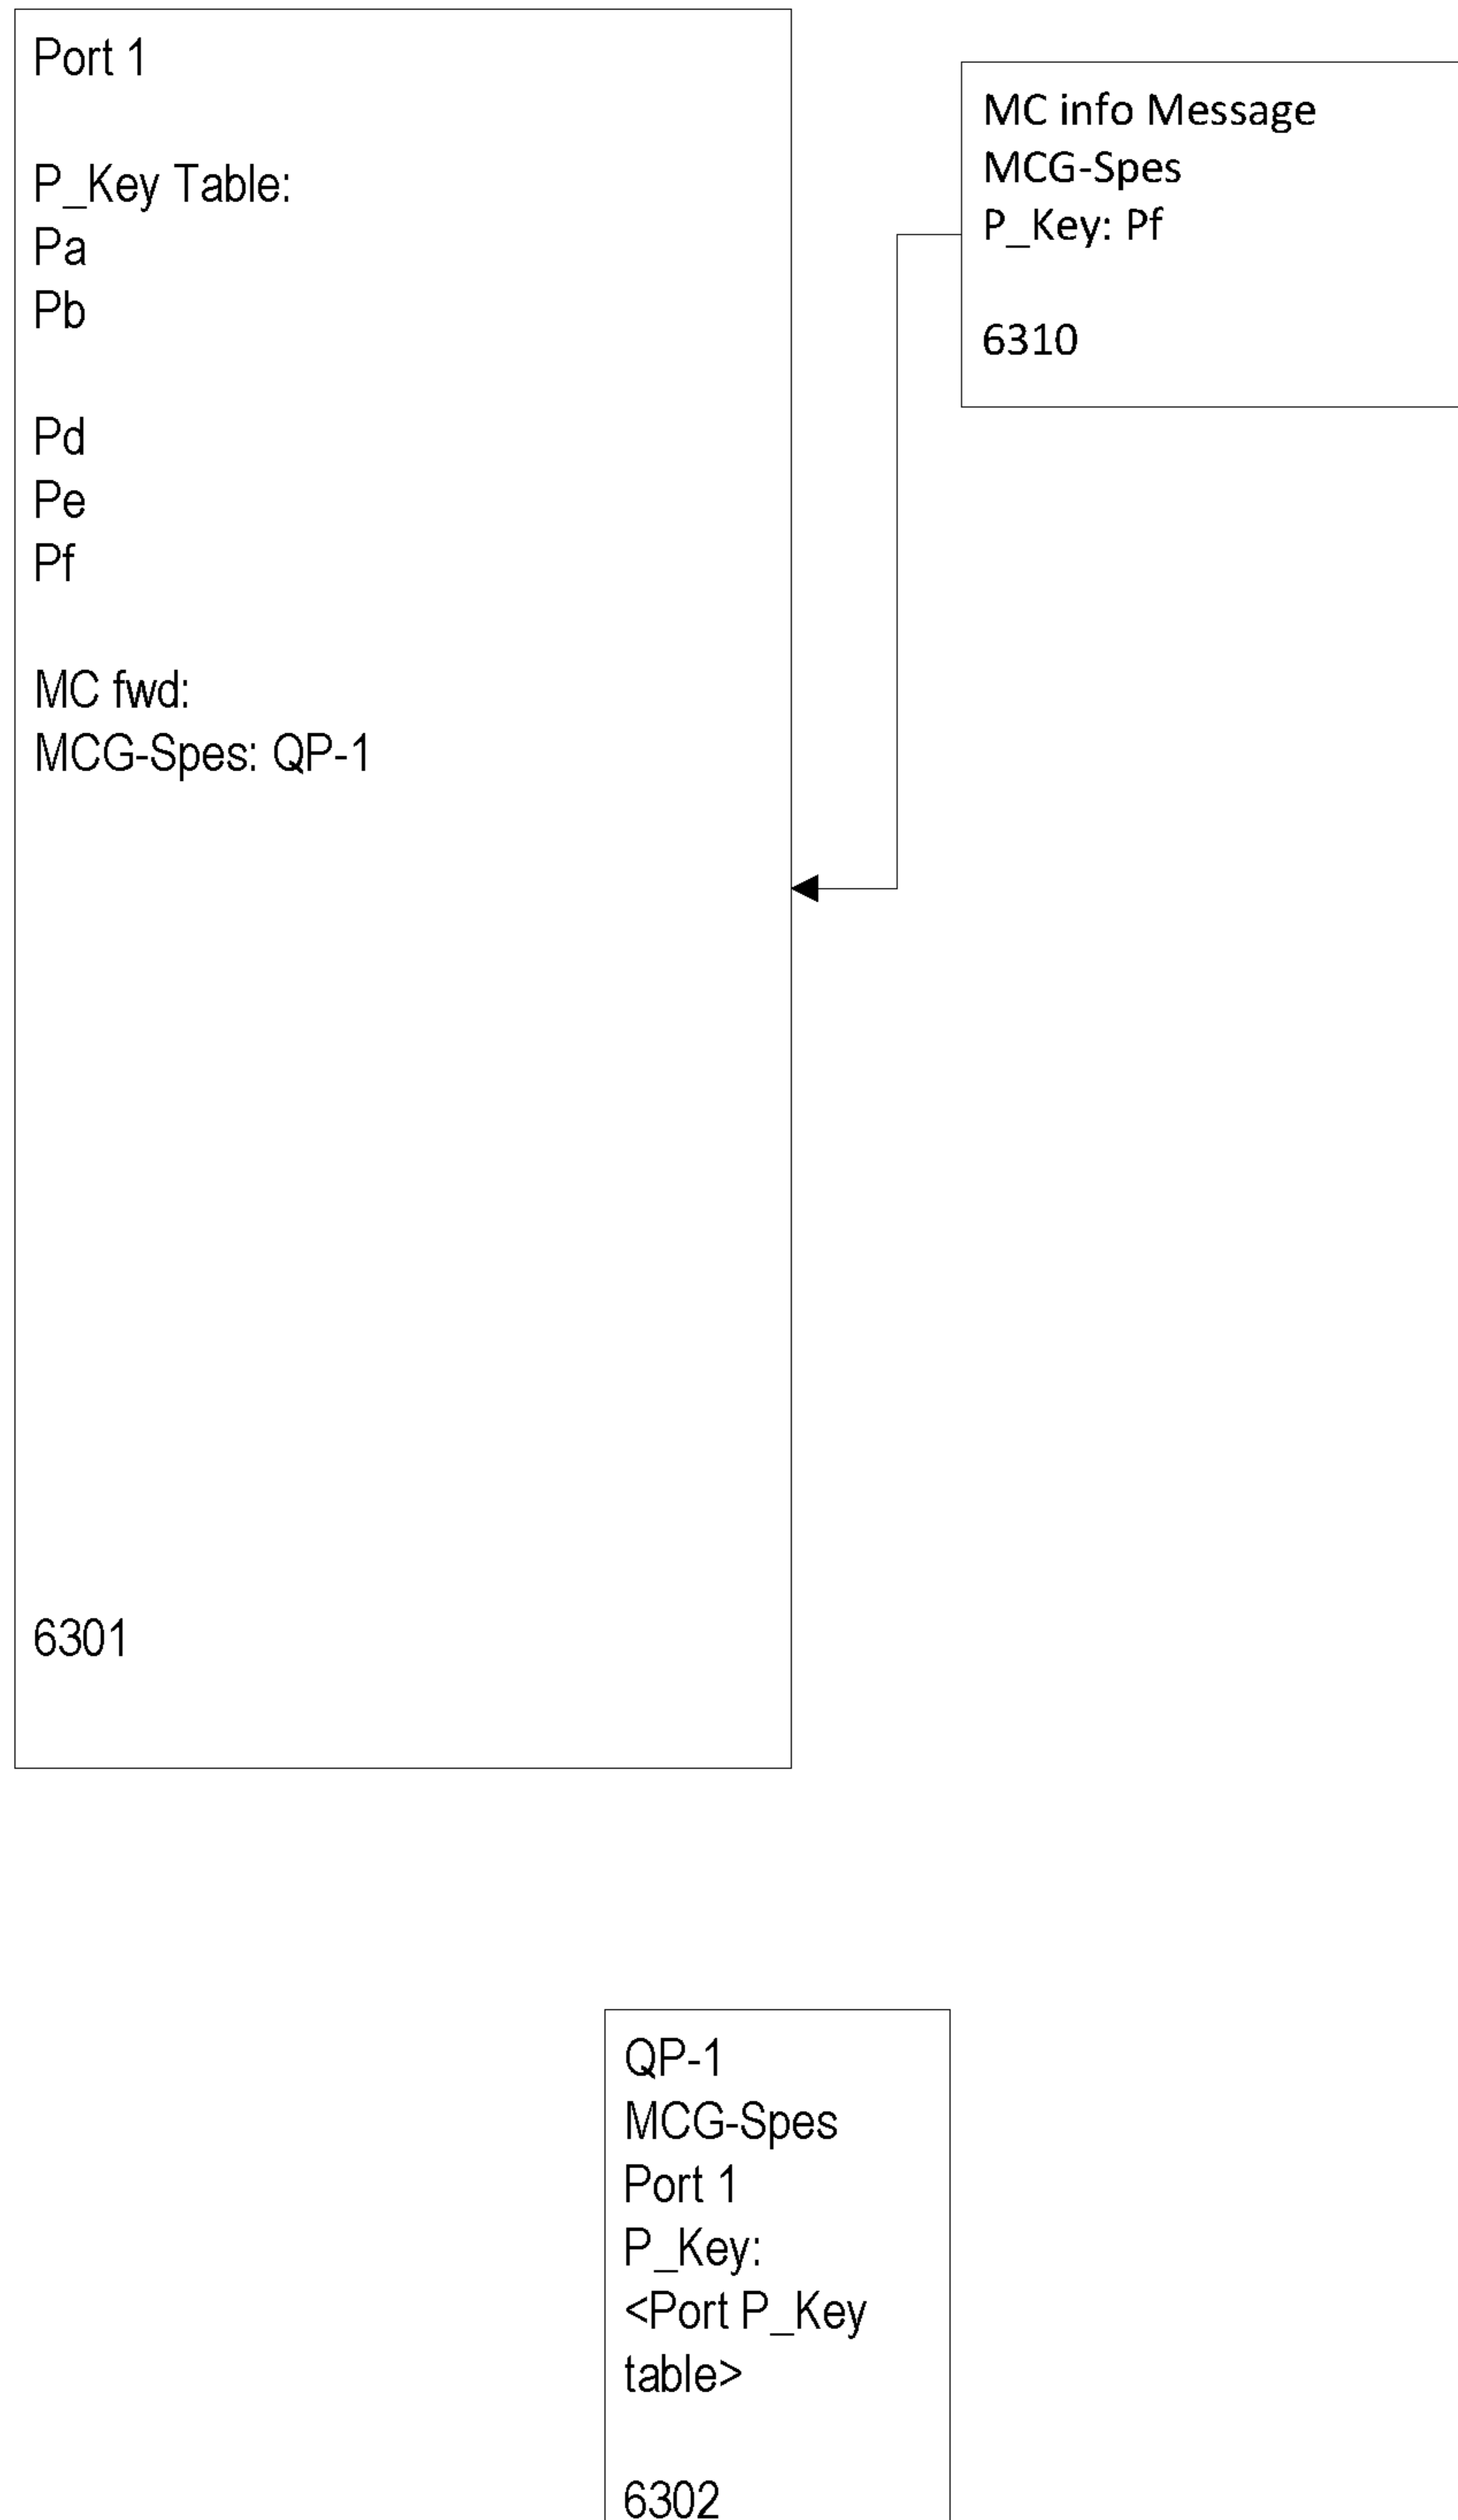 Port 1
P_Key Table:
Pa
Pb
Pd
Pe
Pf
MC fwd:
MCG-Spes: QP-1
6301
MC info Message
MCG-Spes
P_Key: Pf
6310
QP-1
MCG-Spes
Port 1
P_Key:
<Port P_Key
table>
6302